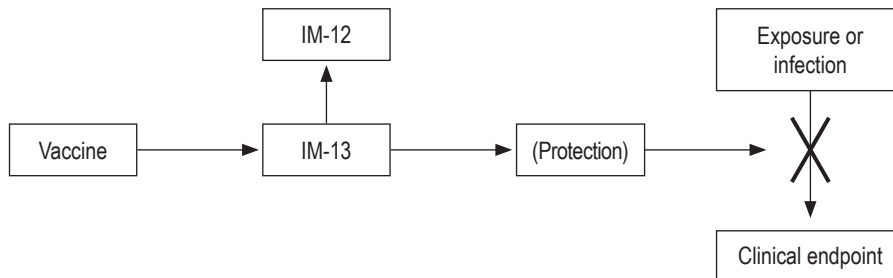 IM-12
Exposure or
infection
Vaccine
IM-13
(Protection)
Clinical endpoint